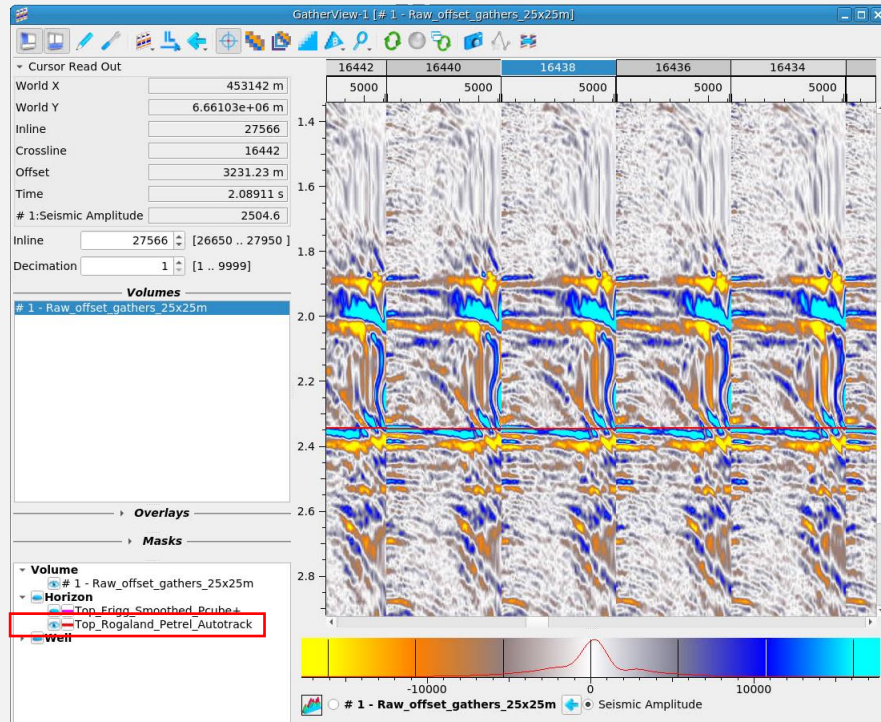 GatherView-1 [# 1 - Raw_offset_gathers_25x25m]
Cursor Read Out
World X 453142 m
World Y 6.66103e+06 m
Inline 27566
Crossline 16442
Offset 3231.23 m
Time 2.08911 s
# 1:Seismic Amplitude 2504.6
Inline 27566 [26650 .. 27950 ]
Decimation 1 [1 .. 9999]
Volumes
# 1 - Raw_offset_gathers_25x25m
Overlays
Masks
Volume
# 1 - Raw_offset_gathers_25x25m
Horizon
Top_Frigg_Smoothed_Pcube+
Top_Rogaland_Petrel_Autotrack
Well
16442 16440 16438 16436 16434
5000 5000 5000 5000 5000
1.4
1.6
1.8
2.0
2.2
2.4
2.6
2.8
-10000 0 10000
# 1 - Raw_offset_gathers_25x25m Seismic Amplitude